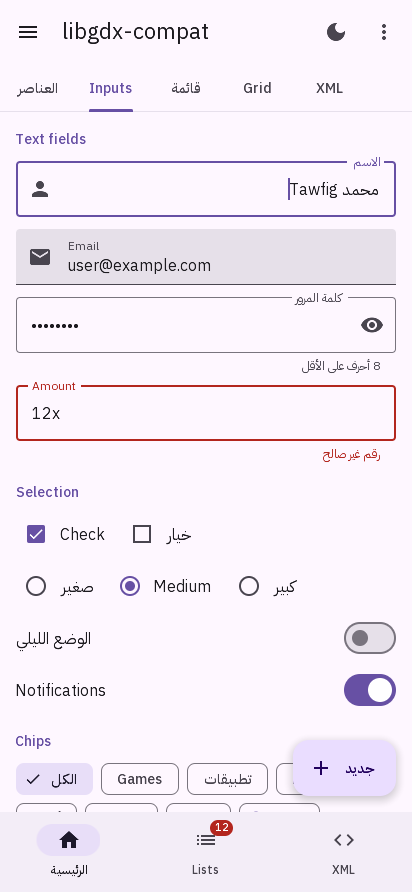 libgdx-compat
العناصر Inputs قائمة Grid XML
Text fields
الاسم
محمد Tawfig
Email
user@example.com
كلمة المرور
••••••••
8 أحرف على الأقل
Amount
12x
رقم غير صالح
Selection
Check خيار
صغير Medium كبير
الوضع الليلي
Notifications
Chips
الكل Games تطبيقات
جديد
12
الرئيسية Lists XML